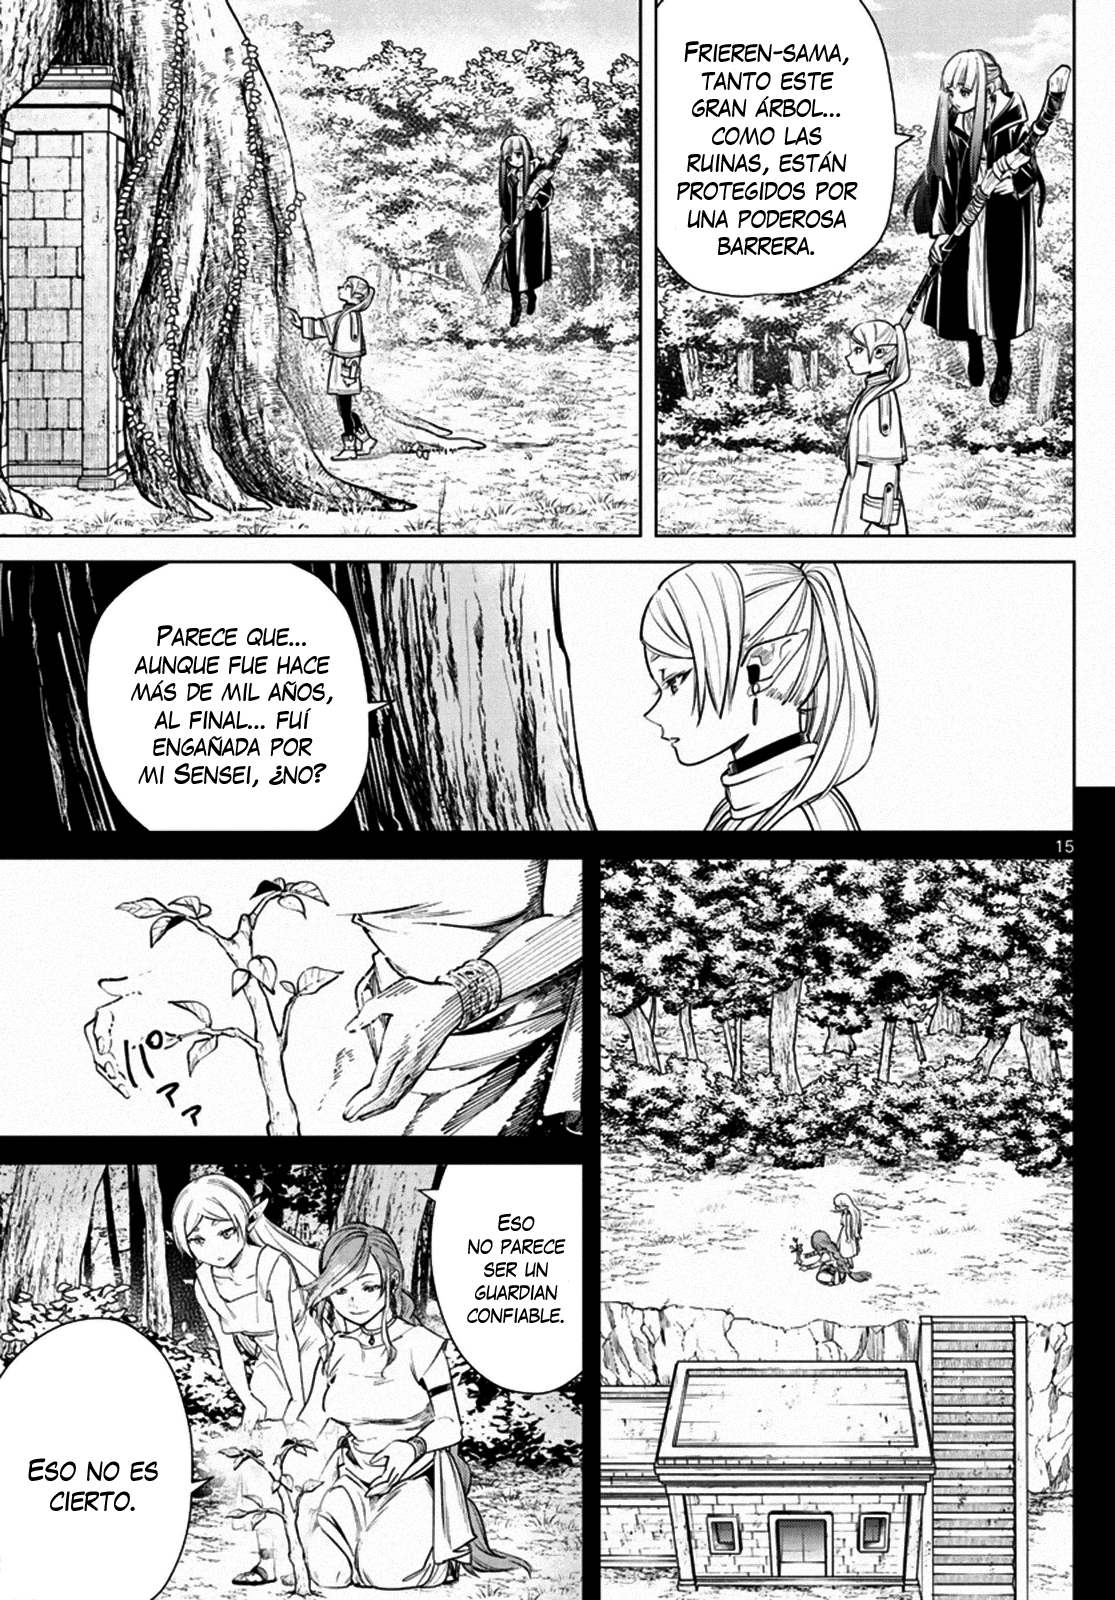 FRIEREN-SAMA,
TANTO ESTE
GRAN ÁRBOL...
COMO LAS
RUINAS, ESTÁN
PROTEGIDOS POR
UNA PODEROSA
BARRERA.
PARECE QUE...
AUNQUE FUE HACE
MÁS DE MIL AÑOS,
AL FINAL... FUÍ
ENGAÑADA POR
MI SENSEI, ¿NO?
15
ESO
NO PARECE
SER UN
GUARDIAN
CONFIABLE.
ESO NO ES
CIERTO.